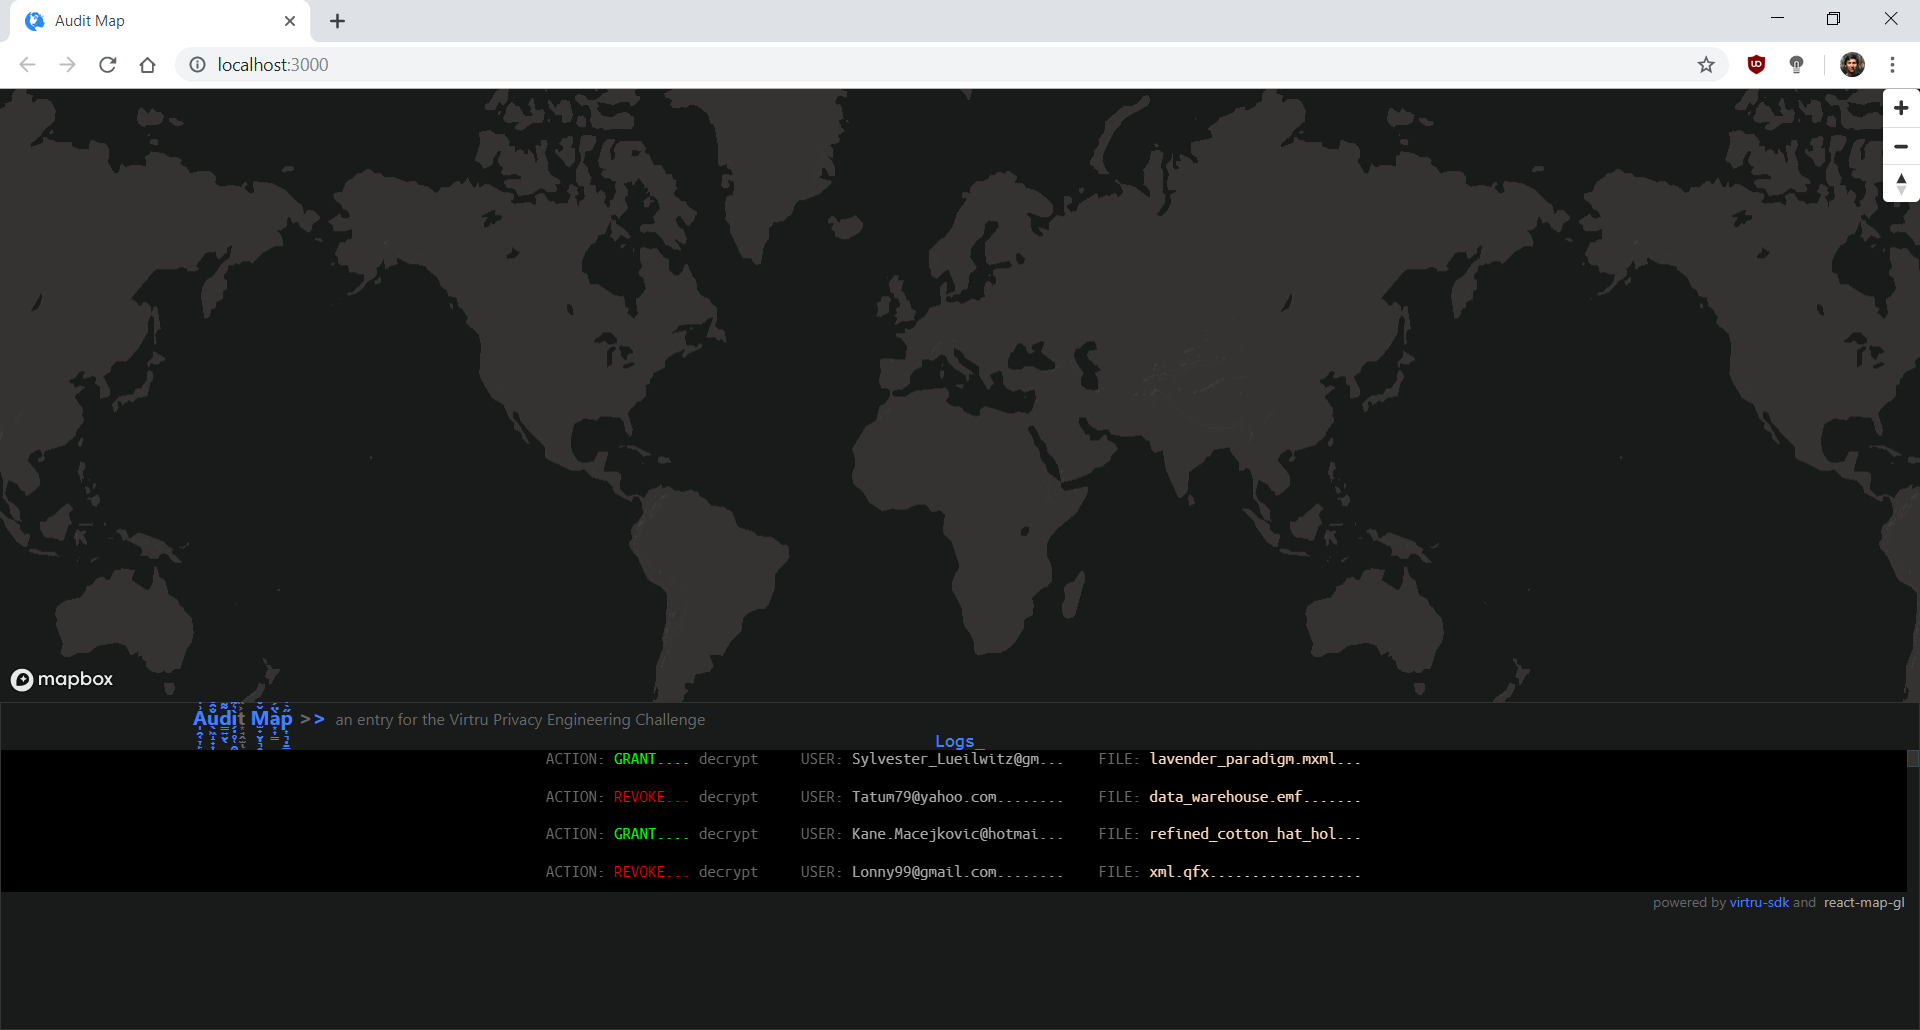 Audit Map
localhost:3000
mapbox
Audit Map >> an entry for the Virtru Privacy Engineering Challenge
Logs_
ACTION: GRANT.... decrypt USER: Sylvester_Lueilwitz@gm... FILE: lavender_paradigm.mxml...
ACTION: REVOKE... decrypt USER: Tatum79@yahoo.com........ FILE: data_warehouse.emf.......
ACTION: GRANT.... decrypt USER: Kane.Macejkovic@hotmai... FILE: refined_cotton_hat_hol...
ACTION: REVOKE... decrypt USER: Lonny99@gmail.com........ FILE: xml.qfx..................
powered by virtru-sdk and react-map-gl